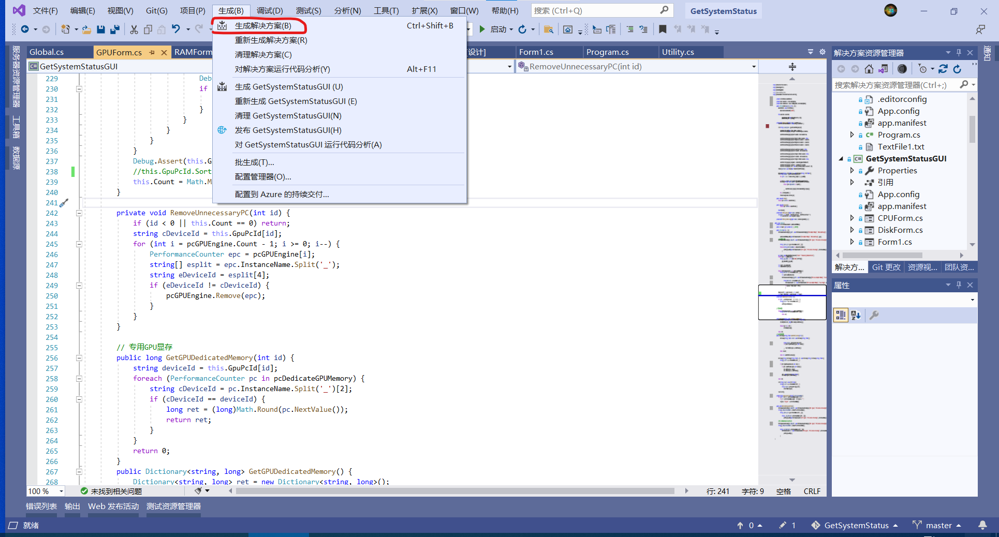 文件(F) 编辑(E) 视图(V) Git(G) 项目(P) 生成(B) 调试(D) 测试(S) 分析(N) 工具(T) 扩展(X) 窗口(W) 帮助(H) 搜索 (Ctrl+Q) GetSystemStatus
启动
生成解决方案(B) Ctrl+Shift+B
重新生成解决方案(R)
清理解决方案(C)
对解决方案运行代码分析(Y) Alt+F11
生成 GetSystemStatusGUI (U)
重新生成 GetSystemStatusGUI (E)
清理 GetSystemStatusGUI(N)
发布 GetSystemStatusGUI(H)
对 GetSystemStatusGUI 运行代码分析(A)
批生成(T)...
配置管理器(O)...
配置到 Azure 的持续交付...
服务器资源管理器
工具箱
数据源
Global.cs GPUForm.cs RAMForm [设计] Form1.cs Program.cs Utility.cs
GetSystemStatusGUI RemoveUnnecessaryPC(int id)
229 Deb
230 if
231
232 }
233 }
234 }
235 }
236 }
237 Debug.Assert(this.G
238 //this.GpuPcId.Sort
239 this.Count = Math.M
240 }
241
242 private void RemoveUnnecessaryPC(int id) {
243 if (id < 0 || this.Count == 0) return;
244 string cDeviceId = this.GpuPcId[id];
245 for (int i = pcGPUEngine.Count - 1; i >= 0; i--) {
246 PerformanceCounter epc = pcGPUEngine[i];
247 string[] esplit = epc.InstanceName.Split('_');
248 string eDeviceId = esplit[4];
249 if (eDeviceId != cDeviceId) {
250 pcGPUEngine.Remove(epc);
251 }
252 }
253 }
254
255 // 专用GPU显存
256 public long GetGPUDedicatedMemory(int id) {
257 string deviceId = this.GpuPcId[id];
258 foreach (PerformanceCounter pc in pcDedicateGPUMemory) {
259 string cDeviceId = pc.InstanceName.Split('_')[2];
260 if (cDeviceId == deviceId) {
261 long ret = (long)Math.Round(pc.NextValue());
262 return ret;
263 }
264 }
265 return 0;
266 }
267 public Dictionary<string, long> GetGPUDedicatedMemory() {
268 Dictionary<string, long> ret = new Dictionary<string, long>();
100 % 未找到相关问题 行: 241 字符: 9 空格 CRLF
错误列表 输出 Web 发布活动 测试资源管理器
解决方案资源管理器
搜索解决方案资源管理器(Ctrl+;)
.editorconfig
App.config
app.manifest
Program.cs
TextFile1.txt
GetSystemStatusGUI
Properties
引用
App.config
app.manifest
CPUForm.cs
DiskForm.cs
Form1.cs
解决方... Git 更改 资源视... 团队资...
属性
通知
就绪 0 1 GetSystemStatus master